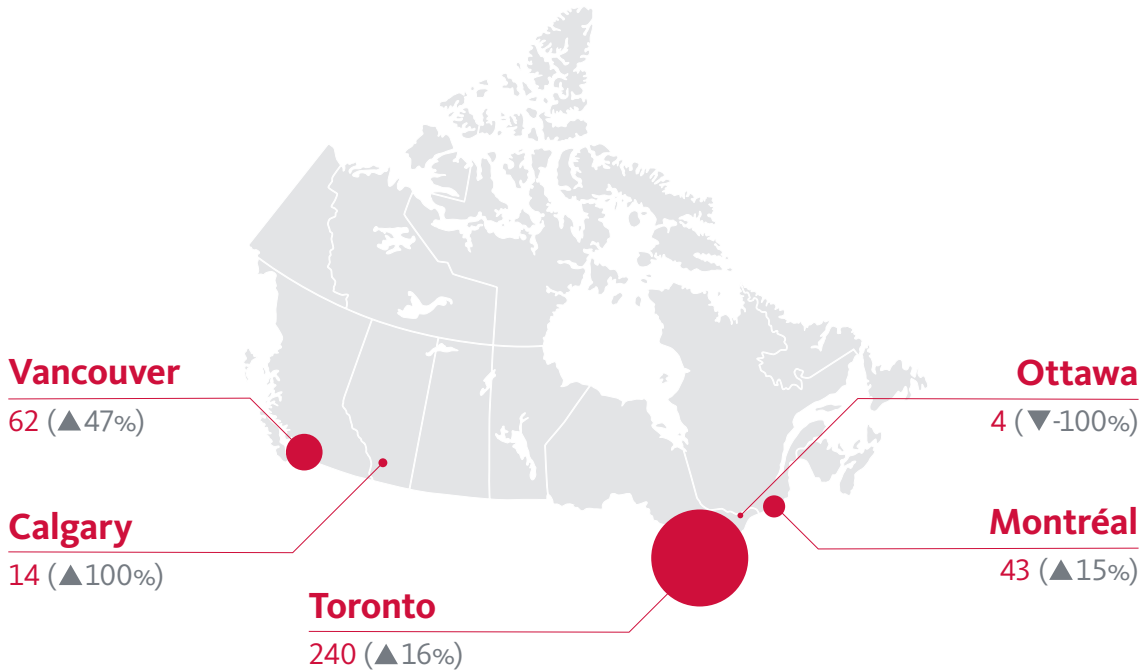 Vancouver
62 (▲47%)
Calgary
14 (▲100%)
Toronto
240 (▲16%)
Ottawa
4 (▼-100%)
Montréal
43 (▲15%)